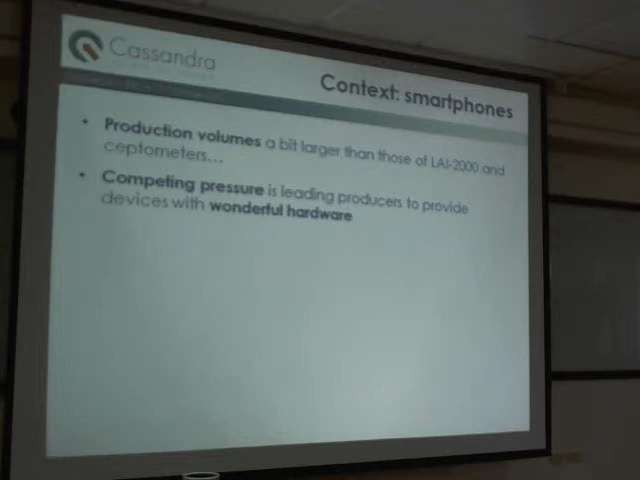 Cassandra
Context: smartphones
• Production volumes a bit larger than those of LAI-2000 and
ceptometers...
• Competing pressure is leading producers to provide
devices with wonderful hardware